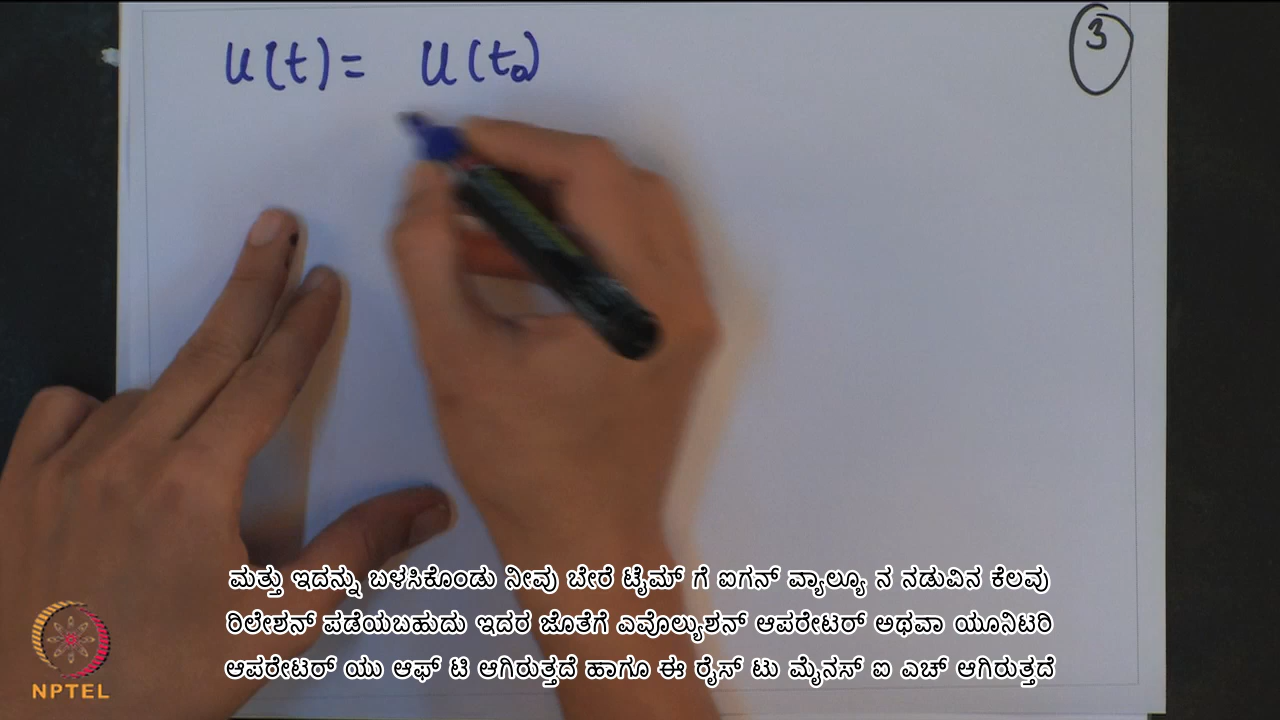 U(t) = U(t₀)
3
ಮತ್ತು ಇದನ್ನು ಬಳಸಿಕೊಂಡು ನೀವು ಬೇರೆ ಟೈಮ್ ಗೆ ಐಗನ್ ವ್ಯಾಲ್ಯೂ ನ ನಡುವಿನ ಕೆಲವು
ರಿಲೇಶನ್ ಪಡೆಯಬಹುದು ಇದರ ಜೊತೆಗೆ ಎವೊಲ್ಯುಶನ್ ಆಪರೇಟರ್ ಅಥವಾ ಯೂನಿಟರಿ
ಆಪರೇಟರ್ ಯು ಆಫ್ ಟಿ ಆಗಿರುತ್ತದೆ ಹಾಗೂ ಈ ರೈಸ್ ಟು ಮೈನಸ್ ಐ ಎಚ್ ಆಗಿರುತ್ತದೆ
NPTEL